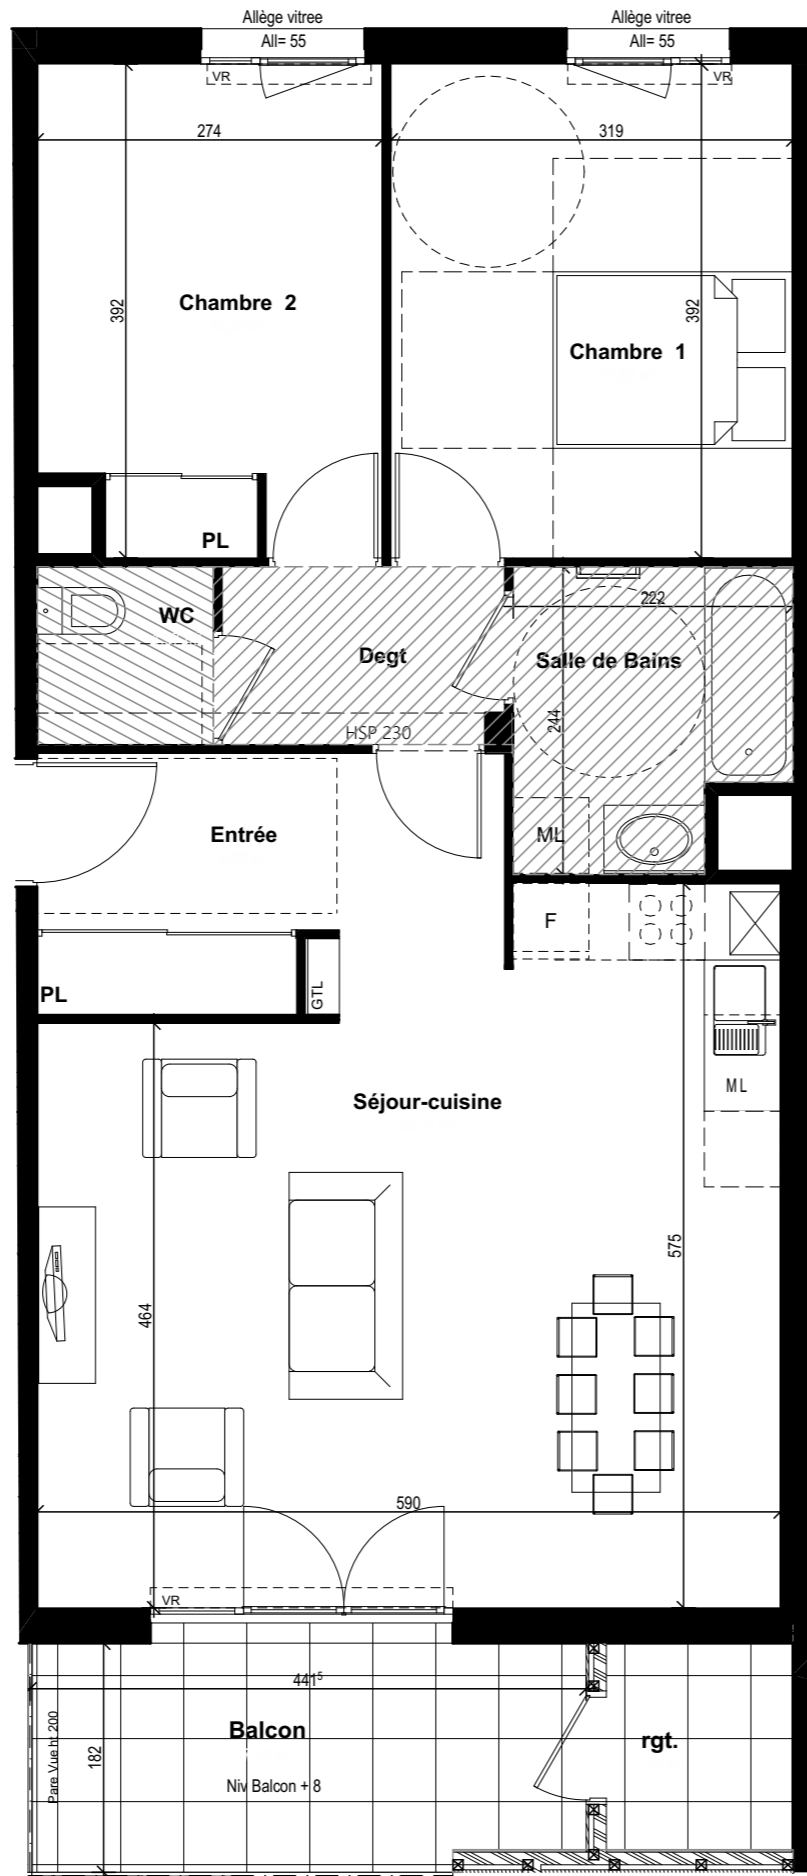 Allège vitree
Allège vitree
All= 55
All= 55
VR
VR
274
319
392
392
Chambre 2
Chambre 1
PL
WC
222
Degt
Salle de Bains
244
HSP 230
Entrée
ML
F
PL
GTL
ML
Séjour-cuisine
575
464
590
VR
441⁵
Balcon
rgt.
Pare Vue ht 200
182
Niv Balcon + 8